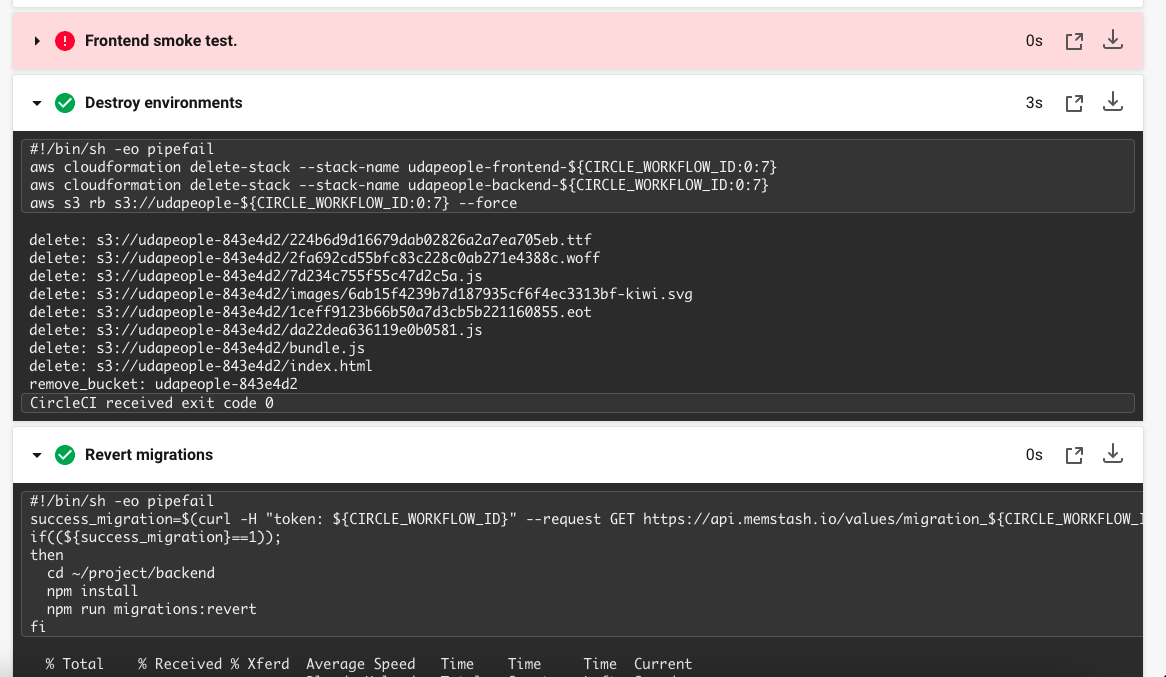 Frontend smoke test.
0s
Destroy environments
3s
#!/bin/sh -eo pipefail
aws cloudformation delete-stack --stack-name udapeople-frontend-${CIRCLE_WORKFLOW_ID:0:7}
aws cloudformation delete-stack --stack-name udapeople-backend-${CIRCLE_WORKFLOW_ID:0:7}
aws s3 rb s3://udapeople-${CIRCLE_WORKFLOW_ID:0:7} --force
delete: s3://udapeople-843e4d2/224b6d9d16679dab02826a2a7ea705eb.ttf
delete: s3://udapeople-843e4d2/2fa692cd55bfc83c228c0ab271e4388c.woff
delete: s3://udapeople-843e4d2/7d234c755f55c47d2c5a.js
delete: s3://udapeople-843e4d2/images/6ab15f4239b7d187935cf6f4ec3313bf-kiwi.svg
delete: s3://udapeople-843e4d2/1ceff9123b66b50a7d3cb5b221160855.eot
delete: s3://udapeople-843e4d2/da22dea636119e0b0581.js
delete: s3://udapeople-843e4d2/bundle.js
delete: s3://udapeople-843e4d2/index.html
remove_bucket: udapeople-843e4d2
CircleCI received exit code 0
Revert migrations
0s
#!/bin/sh -eo pipefail
success_migration=$(curl -H "token: ${CIRCLE_WORKFLOW_ID}" --request GET https://api.memstash.io/values/migration_${CIRCLE_WORKFLOW_I
if((${success_migration}==1));
then
  cd ~/project/backend
  npm install
  npm run migrations:revert
fi
% Total    % Received % Xferd  Average Speed   Time    Time     Time  Current